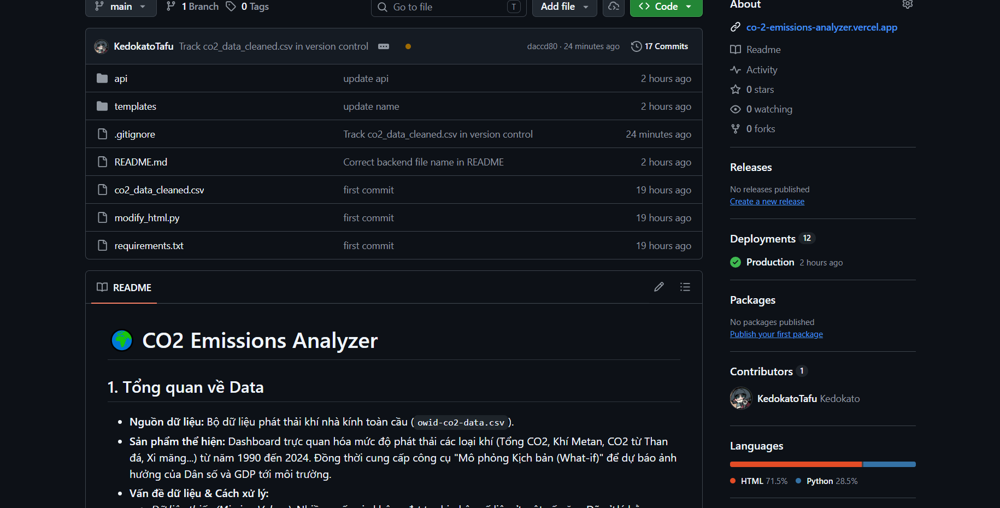 main
1 Branch
0 Tags
Go to file
T
Add file
Code
KedokatoTafu Track co2_data_cleaned.csv in version control
daccd80 · 24 minutes ago
17 Commits
api update api 2 hours ago
templates update name 2 hours ago
.gitignore Track co2_data_cleaned.csv in version control 24 minutes ago
README.md Correct backend file name in README 2 hours ago
co2_data_cleaned.csv first commit 19 hours ago
modify_html.py first commit 19 hours ago
requirements.txt first commit 19 hours ago
README
CO2 Emissions Analyzer
1. Tổng quan về Data
Nguồn dữ liệu: Bộ dữ liệu phát thải khí nhà kính toàn cầu (owid-co2-data.csv).
Sản phẩm thể hiện: Dashboard trực quan hóa mức độ phát thải các loại khí (Tổng CO2, Khí Metan, CO2 từ Than
đá, Xi măng...) từ năm 1990 đến 2024. Đồng thời cung cấp công cụ "Mô phỏng Kịch bản (What-if)" để dự báo ảnh
hưởng của Dân số và GDP tới môi trường.
Vấn đề dữ liệu & Cách xử lý:
About
co-2-emissions-analyzer.vercel.app
Readme
Activity
0 stars
0 watching
0 forks
Releases
No releases published
Create a new release
Deployments 12
Production 2 hours ago
Packages
No packages published
Publish your first package
Contributors 1
KedokatoTafu Kedokato
Languages
HTML 71.5%
Python 28.5%